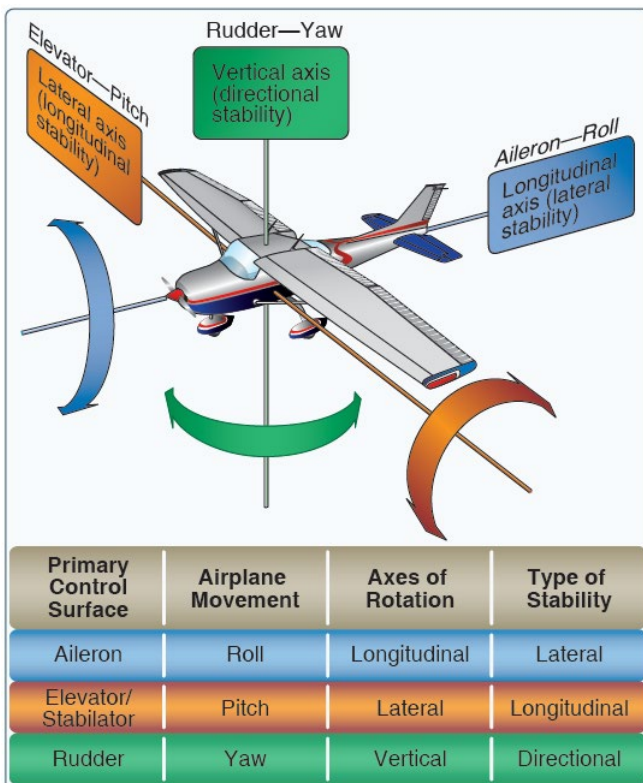 Rudder—Yaw
Vertical axis
(directional
stability)
Elevator—Pitch
Lateral axis
(longitudinal
stability)
Aileron—Roll
Longitudinal
axis (lateral
stability)
Primary
Control
Surface
Airplane
Movement
Axes of
Rotation
Type of
Stability
Aileron
Roll
Longitudinal
Lateral
Elevator/
Stabilator
Pitch
Lateral
Longitudinal
Rudder
Yaw
Vertical
Directional